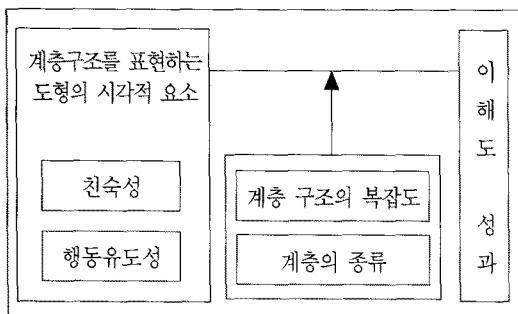 계층구조를 표현하는
도형의 시각적 요소
친숙성
행동유도성
계층 구조의 복잡도
계층의 종류
이해도 성과